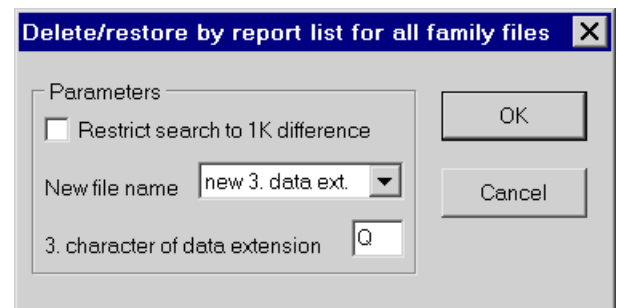 Delete/restore by report list for all family files
Parameters
Restrict search to 1K difference
OK
New file name new 3. data ext.
Cancel
3. character of data extension Q